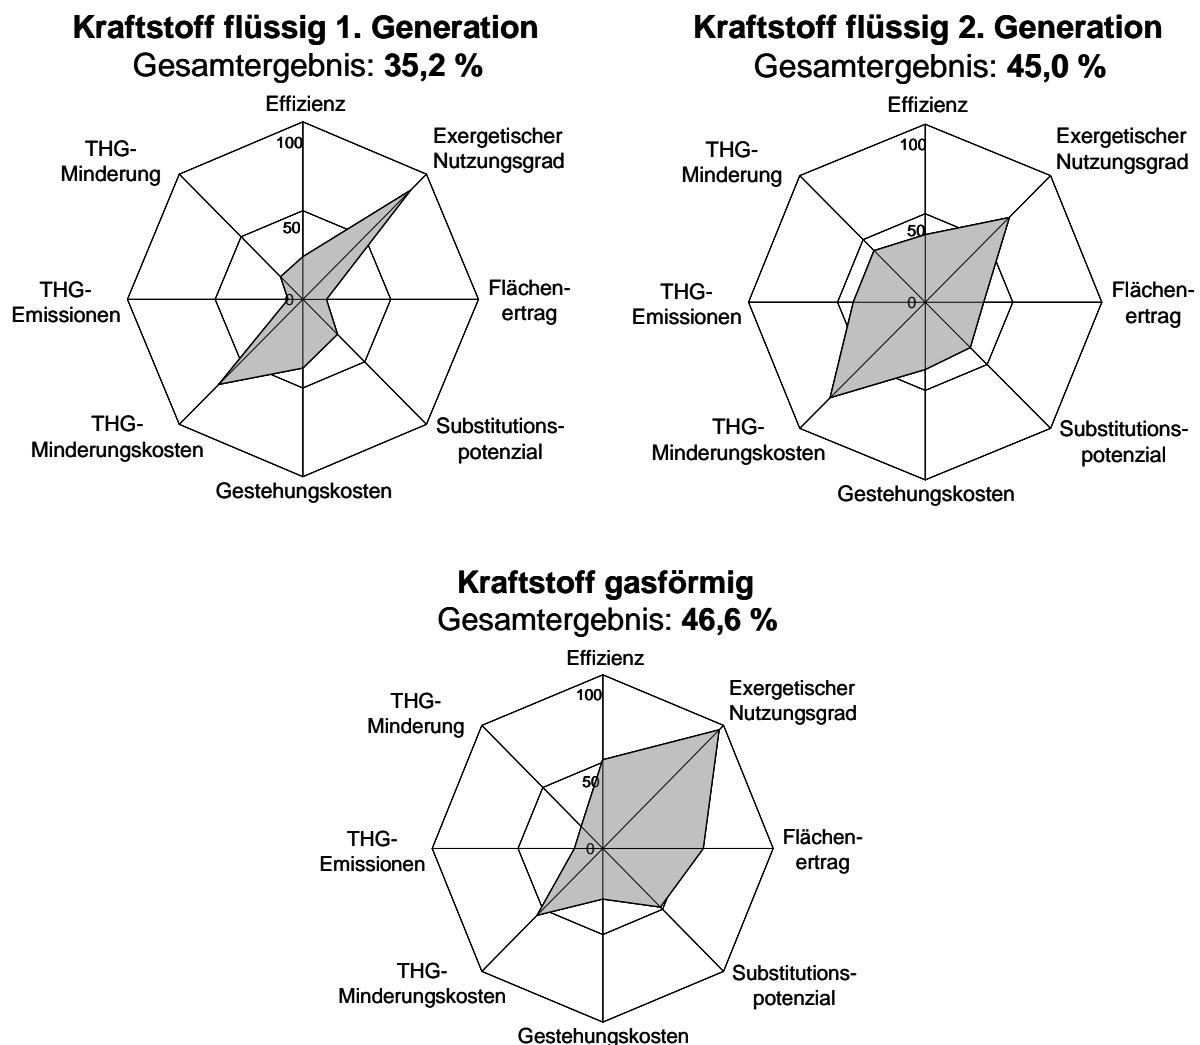 Kraftstoff flüssig 1. Generation
Gesamtergebnis: 35,2 %
Effizienz
Exergetischer
Nutzungsgrad
Flächen-
ertrag
Substitutions-
potenzial
Gestehungskosten
THG-
Minderungskosten
THG-
Emissionen
THG-
Minderung
100
50
0
Kraftstoff flüssig 2. Generation
Gesamtergebnis: 45,0 %
Effizienz
Exergetischer
Nutzungsgrad
Flächen-
ertrag
Substitutions-
potenzial
Gestehungskosten
THG-
Minderungskosten
THG-
Emissionen
THG-
Minderung
100
50
0
Kraftstoff gasförmig
Gesamtergebnis: 46,6 %
Effizienz
Exergetischer
Nutzungsgrad
Flächen-
ertrag
Substitutions-
potenzial
Gestehungskosten
THG-
Minderungskosten
THG-
Emissionen
THG-
Minderung
100
50
0